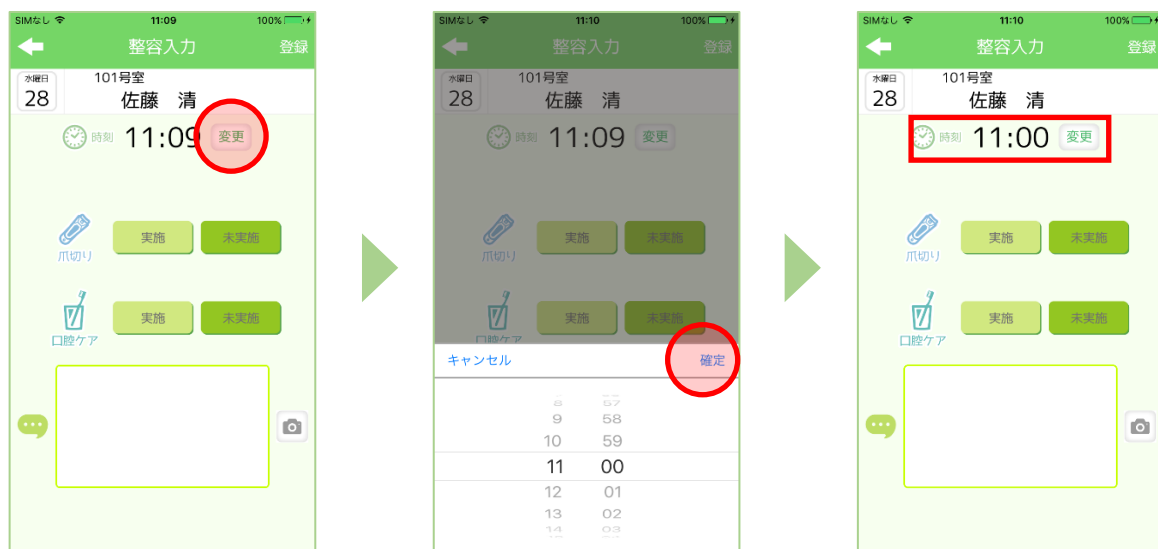 SIMなし 11:09 100%
整容入力 登録
水曜日 101号室
28 佐藤 清
時刻 11:09 変更
爪切り 実施 未実施
口腔ケア 実施 未実施
SIMなし 11:10 100%
整容入力 登録
水曜日 101号室
28 佐藤 清
時刻 11:09 変更
爪切り 実施 未実施
口腔ケア 実施 未実施
キャンセル 確定
8 57
9 58
10 59
11 00
12 01
13 02
14 03
SIMなし 11:10 100%
整容入力 登録
水曜日 101号室
28 佐藤 清
時刻 11:00 変更
爪切り 実施 未実施
口腔ケア 実施 未実施